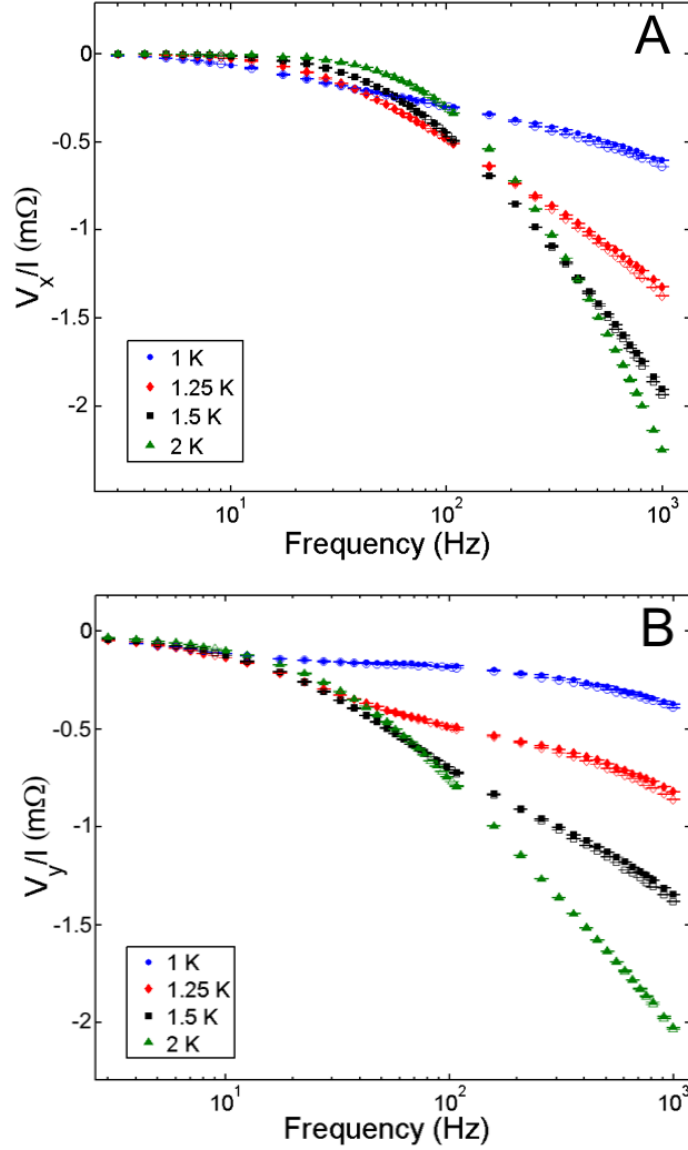 A
0
-0.5
-1
-1.5
-2
V_x/I (mΩ)
1 K
1.25 K
1.5 K
2 K
10^1
10^2
10^3
Frequency (Hz)
B
0
-0.5
-1
-1.5
-2
V_y/I (mΩ)
1 K
1.25 K
1.5 K
2 K
10^1
10^2
10^3
Frequency (Hz)